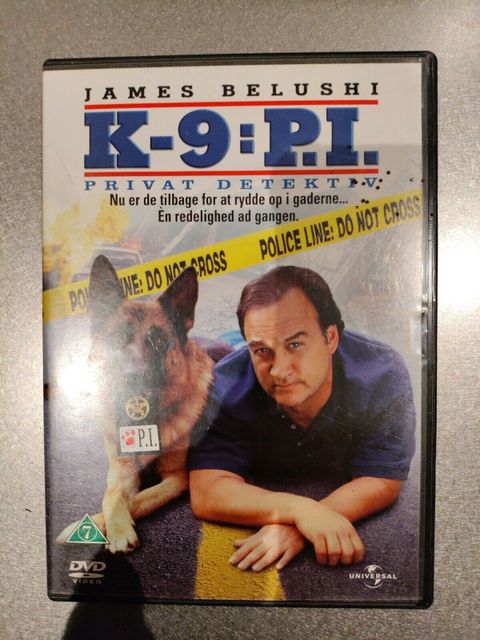 JAMES BELUSHI
K-9:P.I.
PRIVAT DETEKTIV
Nu er de tilbage for at rydde op i gaderne...
Én redelighed ad gangen.
POLICE LINE: DO NOT CROSS
POLICE LINE: DO NOT CROSS
P.I.
7
DVD
VIDEO
UNIVERSAL